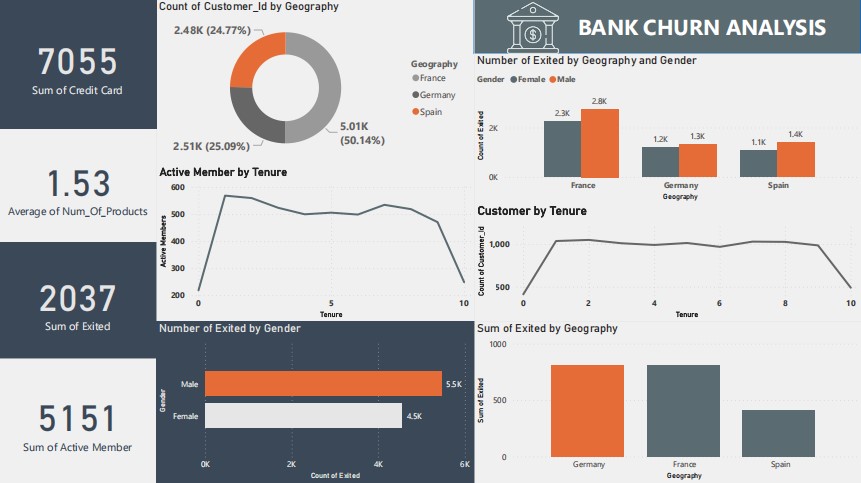 7055
Sum of Credit Card
1.53
Average of Num_Of_Products
2037
Sum of Exited
5151
Sum of Active Member
Count of Customer_Id by Geography
2.48K (24.77%)
2.51K (25.09%)
5.01K
(50.14%)
Geography
France
Germany
Spain
BANK CHURN ANALYSIS
$
Number of Exited by Geography and Gender
Gender Female Male
Count of Exited
2K
0K
2.3K
2.8K
1.2K
1.3K
1.1K
1.4K
France Germany Spain
Geography
Active Member by Tenure
Active Members
600
500
400
300
200
0 5 10
Tenure
Customer by Tenure
Count of Customer_Id
1,000
500
0 2 4 6 8 10
Tenure
Number of Exited by Gender
Gender
Male
5.5K
Female
4.5K
0K 2K 4K 6K
Count of Exited
Sum of Exited by Geography
Sum of Exited
1000
500
0
Germany France Spain
Geography